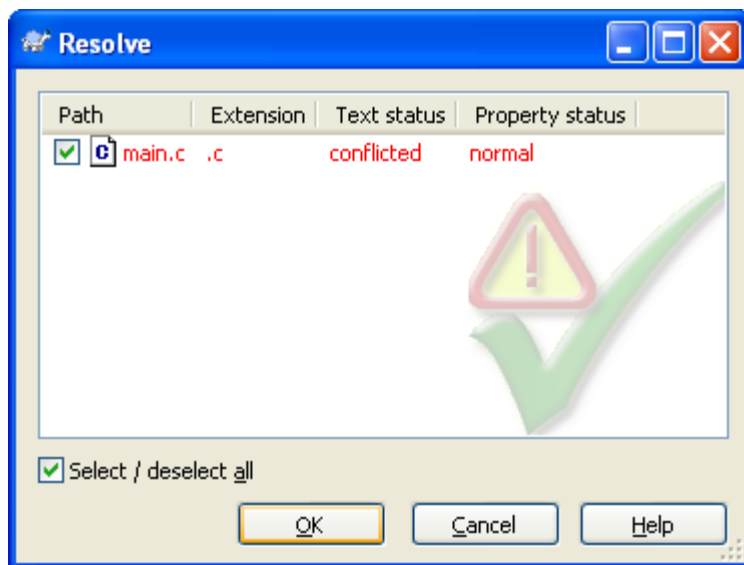 Resolve
Path Extension Text status Property status
C main.c .c conflicted normal
Select / deselect all
OK Cancel Help